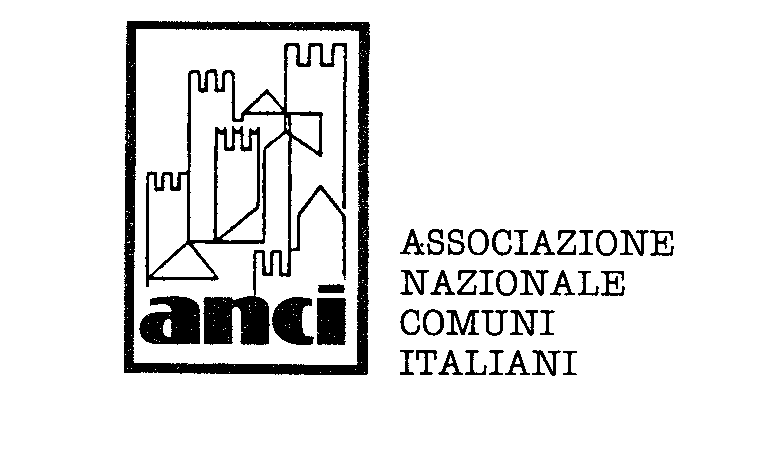 anci
ASSOCIAZIONE
NAZIONALE
COMUNI
ITALIANI